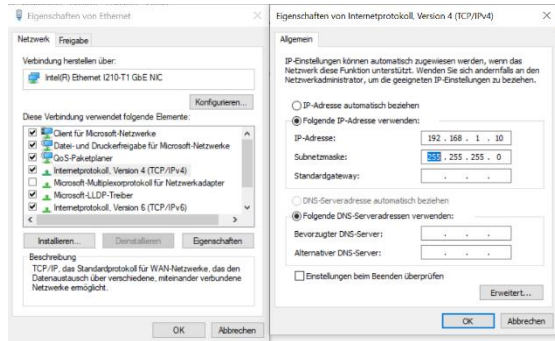 Eigenschaften von Ethernet
Netzwerk Freigabe
Verbindung herstellen über:
Intel(R) Ethernet I210-T1 GbE NIC
Konfigurieren...
Diese Verbindung verwendet folgende Elemente:
Client für Microsoft-Netzwerke
Datei- und Druckerfreigabe für Microsoft-Netzwerke
QoS-Paketplaner
Internetprotokoll, Version 4 (TCP/IPv4)
Microsoft-Multiplexorprotokoll für Netzwerkadapter
Microsoft-LLDP-Treiber
Internetprotokoll, Version 6 (TCP/IPv6)
Installieren... Deinstallieren Eigenschaften
Beschreibung
TCP/IP, das Standardprotokoll für WAN-Netzwerke, das den
Datenaustausch über verschiedene, miteinander verbundene
Netzwerke ermöglicht.
OK Abbrechen
Eigenschaften von Internetprotokoll, Version 4 (TCP/IPv4)
Allgemein
IP-Einstellungen können automatisch zugewiesen werden, wenn das
Netzwerk diese Funktion unterstützt. Wenden Sie sich andernfalls an den
Netzwerkadministrator, um die geeigneten IP-Einstellungen zu beziehen.
IP-Adresse automatisch beziehen
Folgende IP-Adresse verwenden:
IP-Adresse: 192 . 168 . 1 . 10
Subnetzmaske: 255 . 255 . 255 . 0
Standardgateway: . . .
DNS-Serveradresse automatisch beziehen
Folgende DNS-Serveradressen verwenden:
Bevorzugter DNS-Server: . . .
Alternativer DNS-Server: . . .
Einstellungen beim Beenden überprüfen
Erweitert...
OK Abbrechen